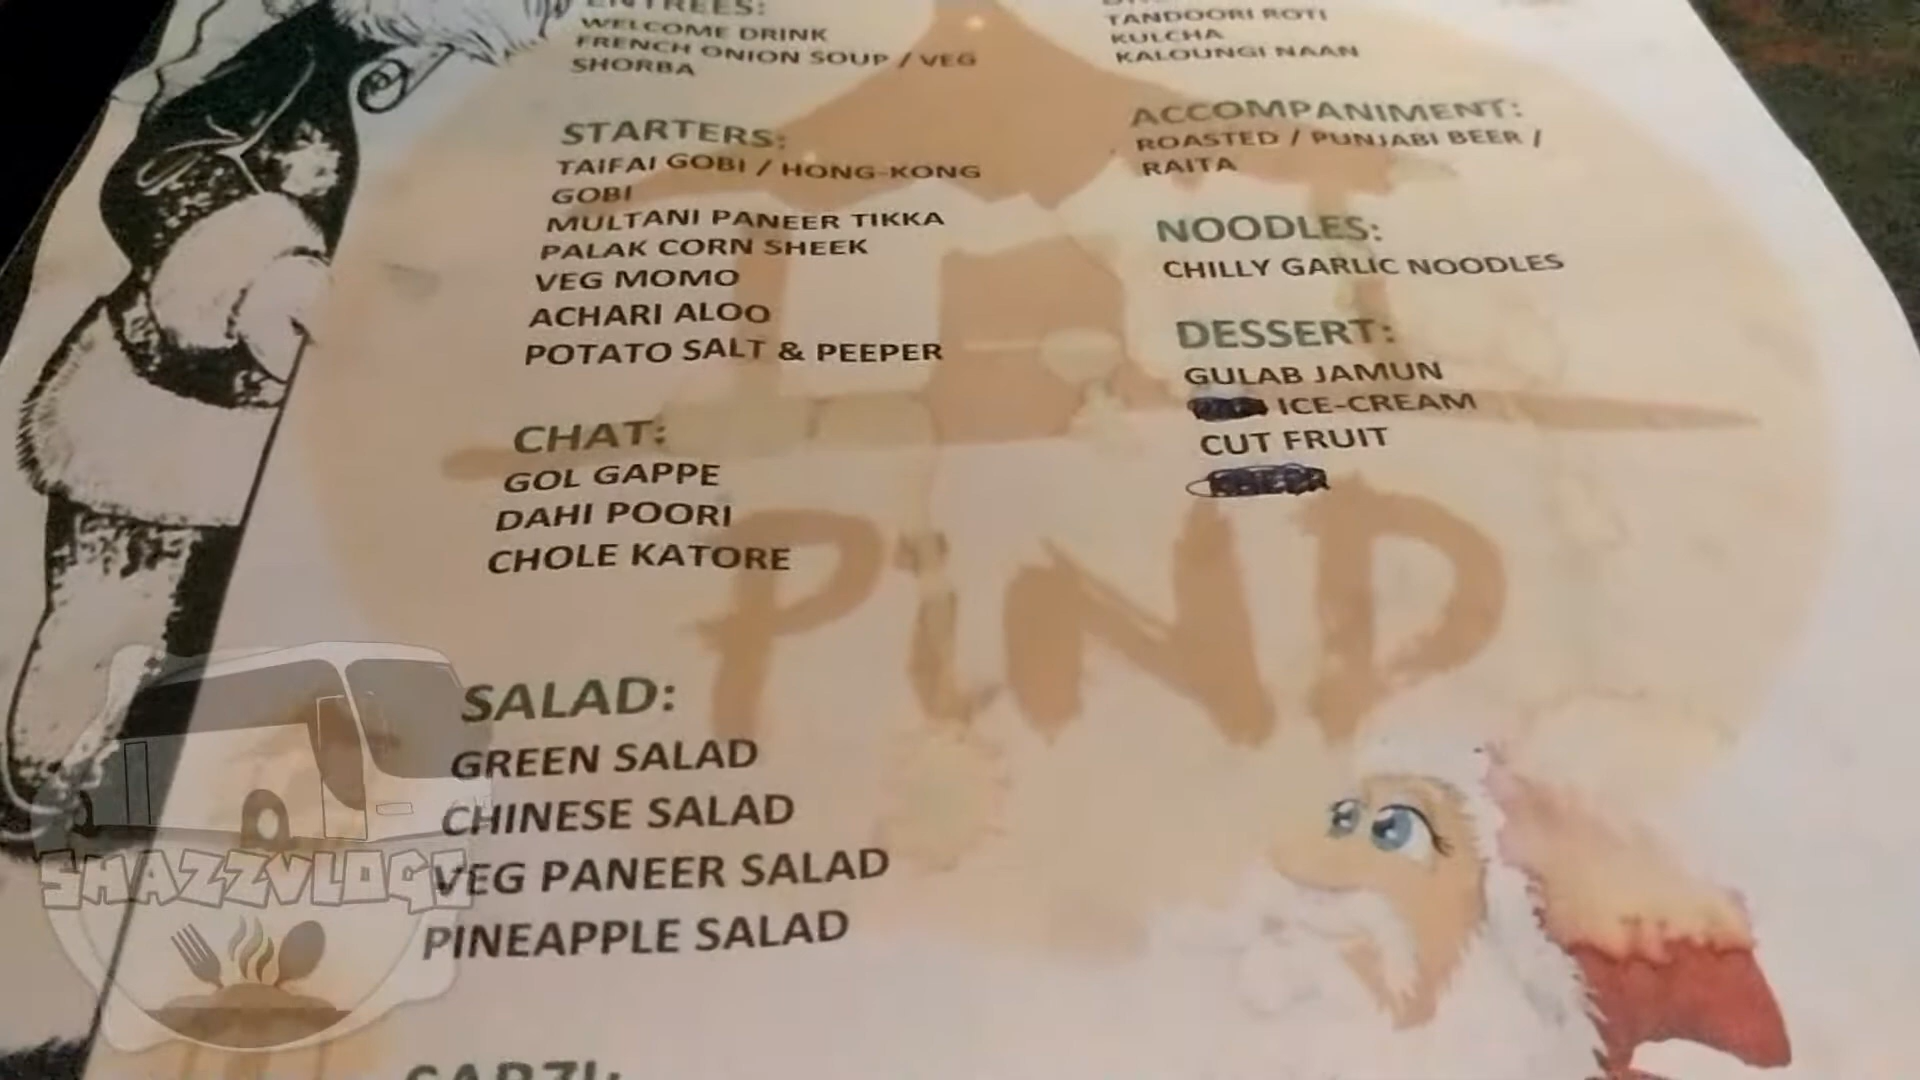 ENTREES:
WELCOME DRINK
FRENCH ONION SOUP / VEG
SHORBA
STARTERS:
TAIFAI GOBI / HONG-KONG
GOBI
MULTANI PANEER TIKKA
PALAK CORN SHEEK
VEG MOMO
ACHARI ALOO
POTATO SALT & PEEPER
CHAT:
GOL GAPPE
DAHI POORI
CHOLE KATORE
SALAD:
GREEN SALAD
CHINESE SALAD
VEG PANEER SALAD
PINEAPPLE SALAD
TANDOORI ROTI
KULCHA
KALOUNGI NAAN
ACCOMPANIMENT:
ROASTED / PUNJABI BEER /
RAITA
NOODLES:
CHILLY GARLIC NOODLES
DESSERT:
GULAB JAMUN
ICE-CREAM
CUT FRUIT
PIND
SHAZZVLOGZ